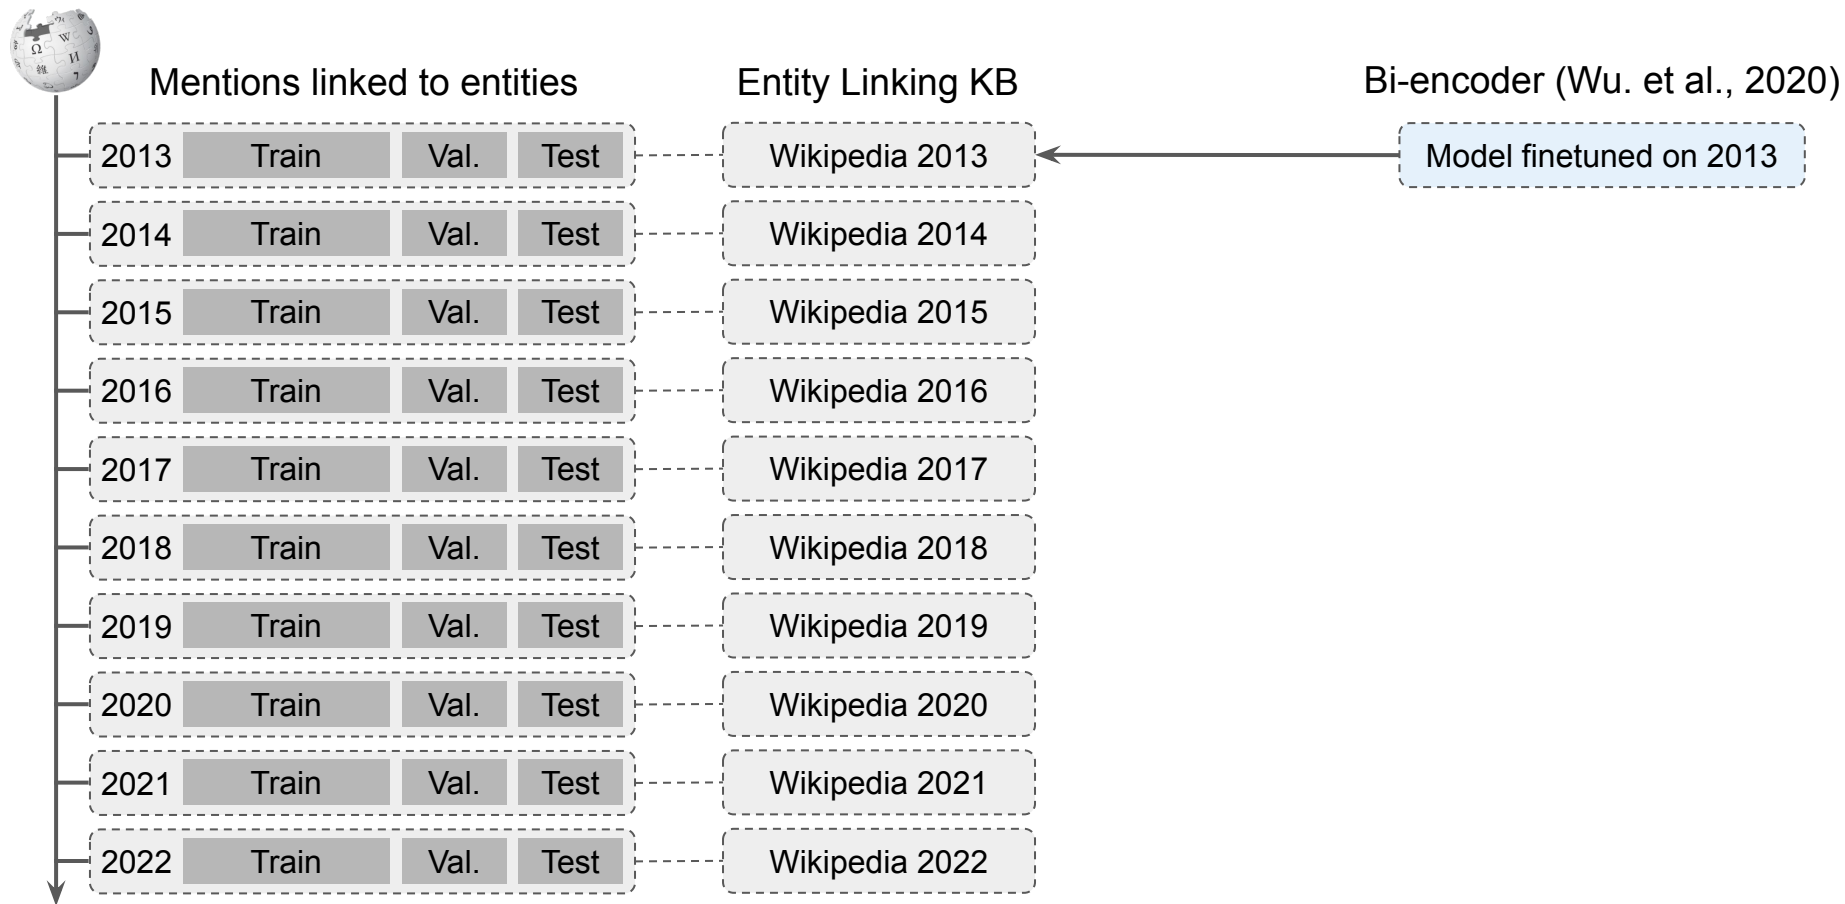 Mentions linked to entities
Entity Linking KB
Bi-encoder (Wu. et al., 2020)
2013 Train Val. Test Wikipedia 2013 Model finetuned on 2013
2014 Train Val. Test Wikipedia 2014
2015 Train Val. Test Wikipedia 2015
2016 Train Val. Test Wikipedia 2016
2017 Train Val. Test Wikipedia 2017
2018 Train Val. Test Wikipedia 2018
2019 Train Val. Test Wikipedia 2019
2020 Train Val. Test Wikipedia 2020
2021 Train Val. Test Wikipedia 2021
2022 Train Val. Test Wikipedia 2022